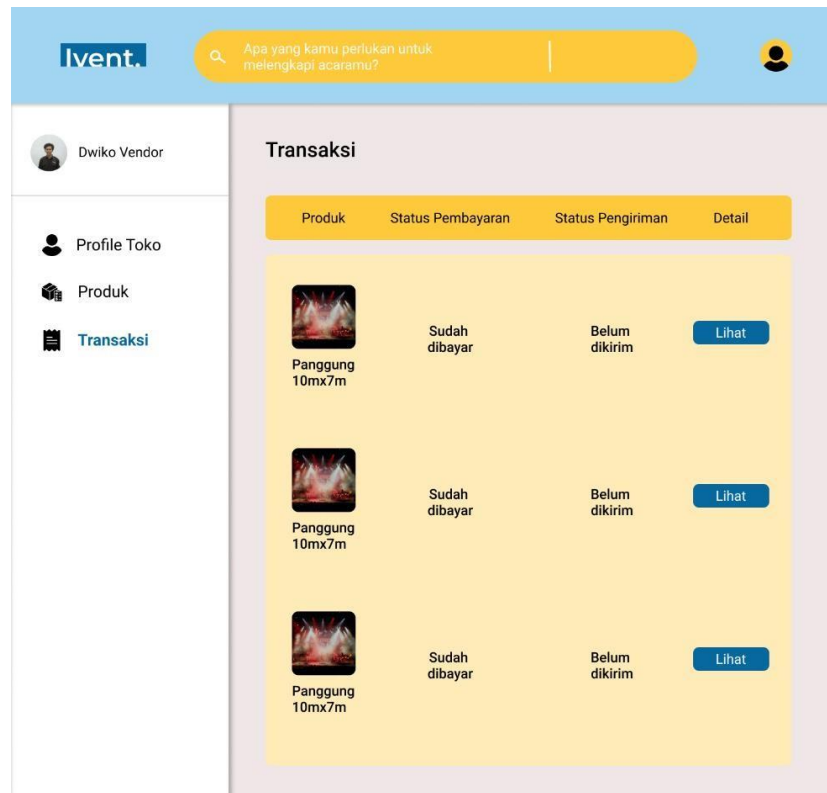 Ivent.
Apa yang kamu perlukan untuk
melengkapi acaramu?
Dwiko Vendor
Profile Toko
Produk
Transaksi
Transaksi
Produk Status Pembayaran Status Pengiriman Detail
Panggung
10mx7m
Sudah
dibayar
Belum
dikirim
Lihat
Panggung
10mx7m
Sudah
dibayar
Belum
dikirim
Lihat
Panggung
10mx7m
Sudah
dibayar
Belum
dikirim
Lihat